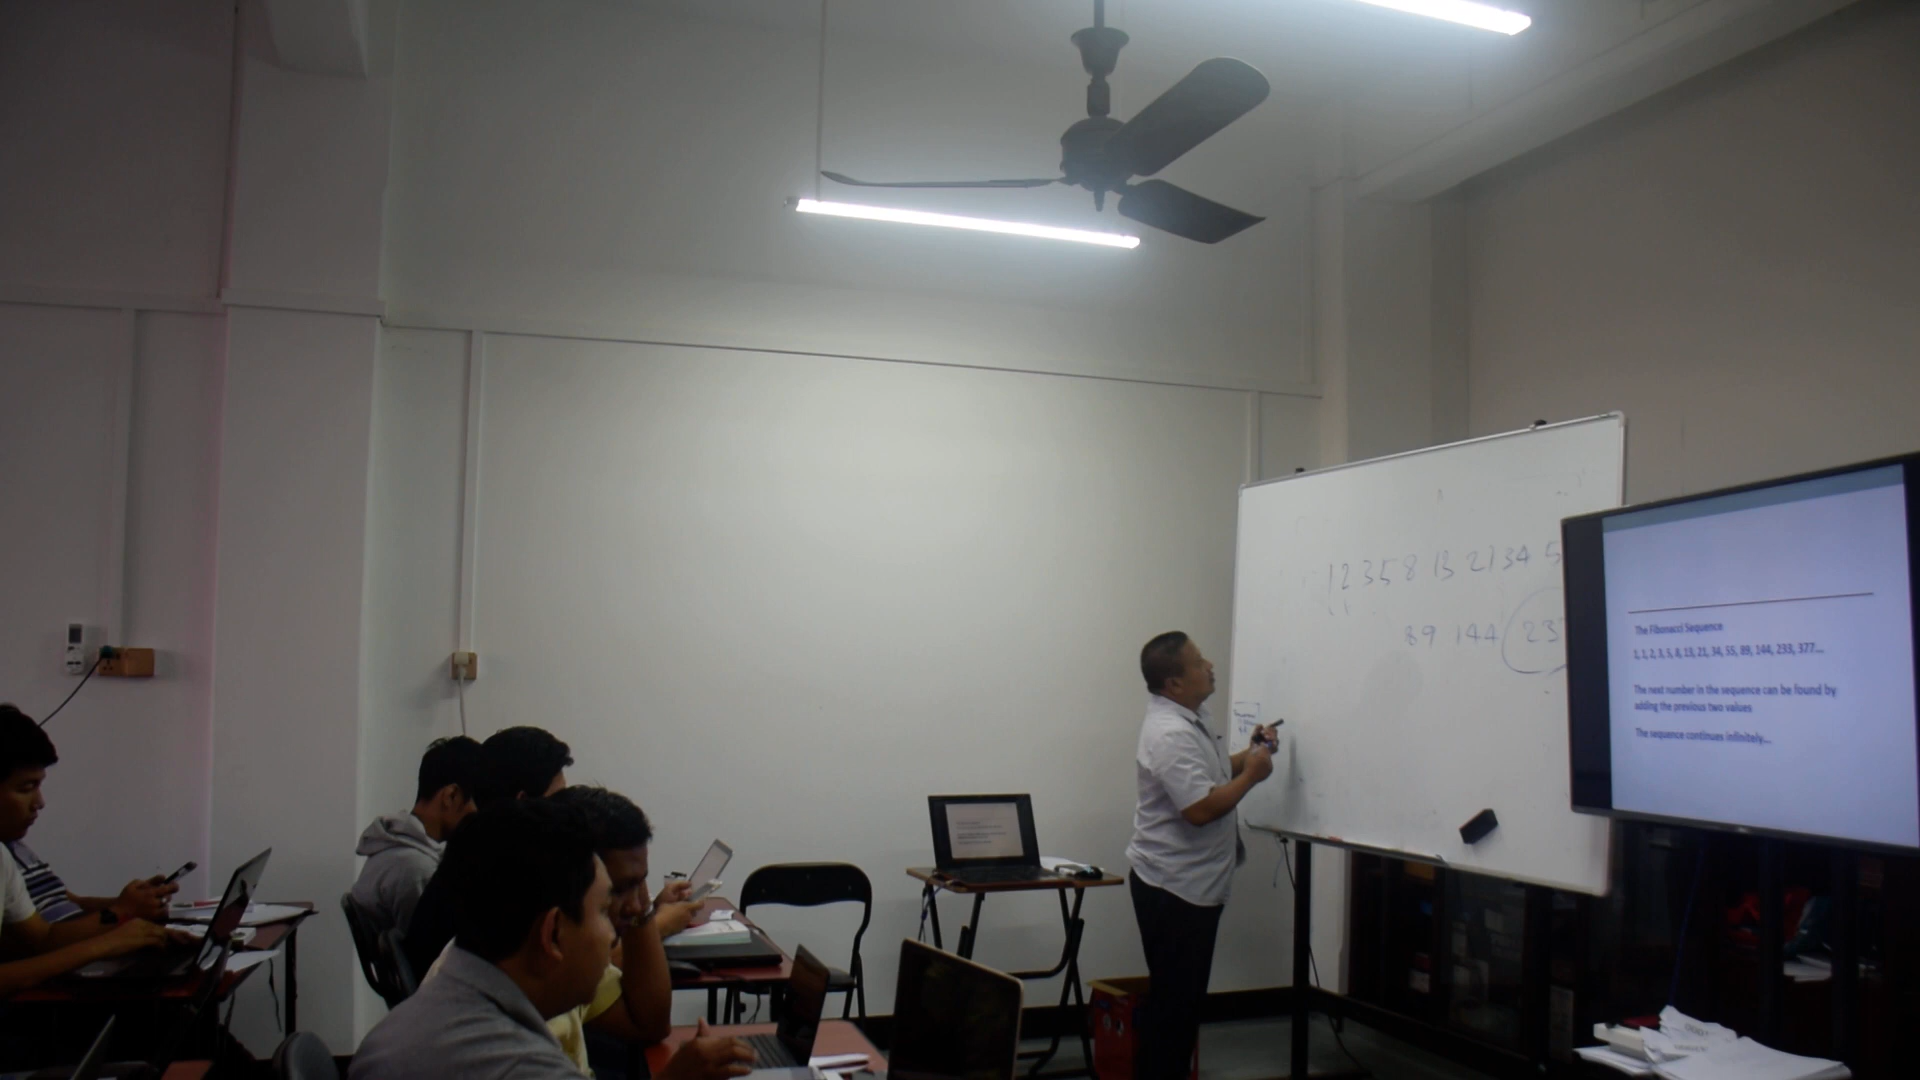 1 2 3 5 8 13 21 34 5
89 144 23
The Fibonacci Sequence
1, 1, 2, 3, 5, 8, 13, 21, 34, 55, 89, 144, 233, 377...
The next number in the sequence can be found by
adding the previous two values
The sequence continues infinitely...